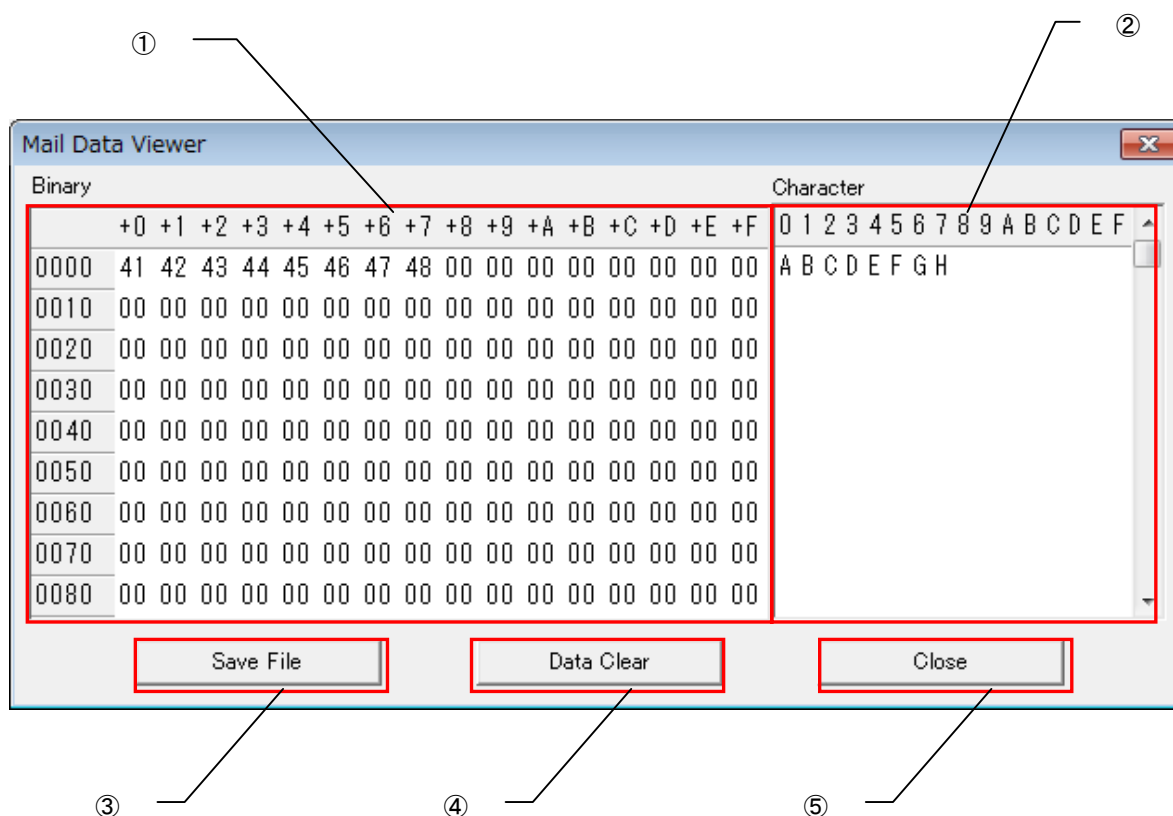 ① ②
Mail Data Viewer
Binary Character
+0 +1 +2 +3 +4 +5 +6 +7 +8 +9 +A +B +C +D +E +F 0 1 2 3 4 5 6 7 8 9 A B C D E F
0000 41 42 43 44 45 46 47 48 00 00 00 00 00 00 00 00 A B C D E F G H
0010 00 00 00 00 00 00 00 00 00 00 00 00 00 00 00 00
0020 00 00 00 00 00 00 00 00 00 00 00 00 00 00 00 00
0030 00 00 00 00 00 00 00 00 00 00 00 00 00 00 00 00
0040 00 00 00 00 00 00 00 00 00 00 00 00 00 00 00 00
0050 00 00 00 00 00 00 00 00 00 00 00 00 00 00 00 00
0060 00 00 00 00 00 00 00 00 00 00 00 00 00 00 00 00
0070 00 00 00 00 00 00 00 00 00 00 00 00 00 00 00 00
0080 00 00 00 00 00 00 00 00 00 00 00 00 00 00 00 00
Save File Data Clear Close
③ ④ ⑤